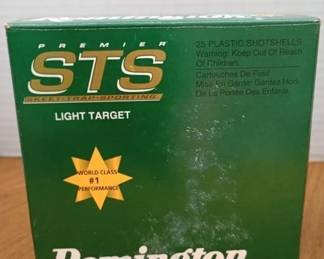 PREMIER
STS
SKEET·TRAP·SPORTING
LIGHT TARGET
25 PLASTIC SHOTSHELLS
Warning: Keep Out Of Reach
Of Children.
Cartouches De Fusil
Mise En Garde: Gardez Hors
De La Portée Des Enfants.
WORLD CLASS
#1
PERFORMANCE
Remington